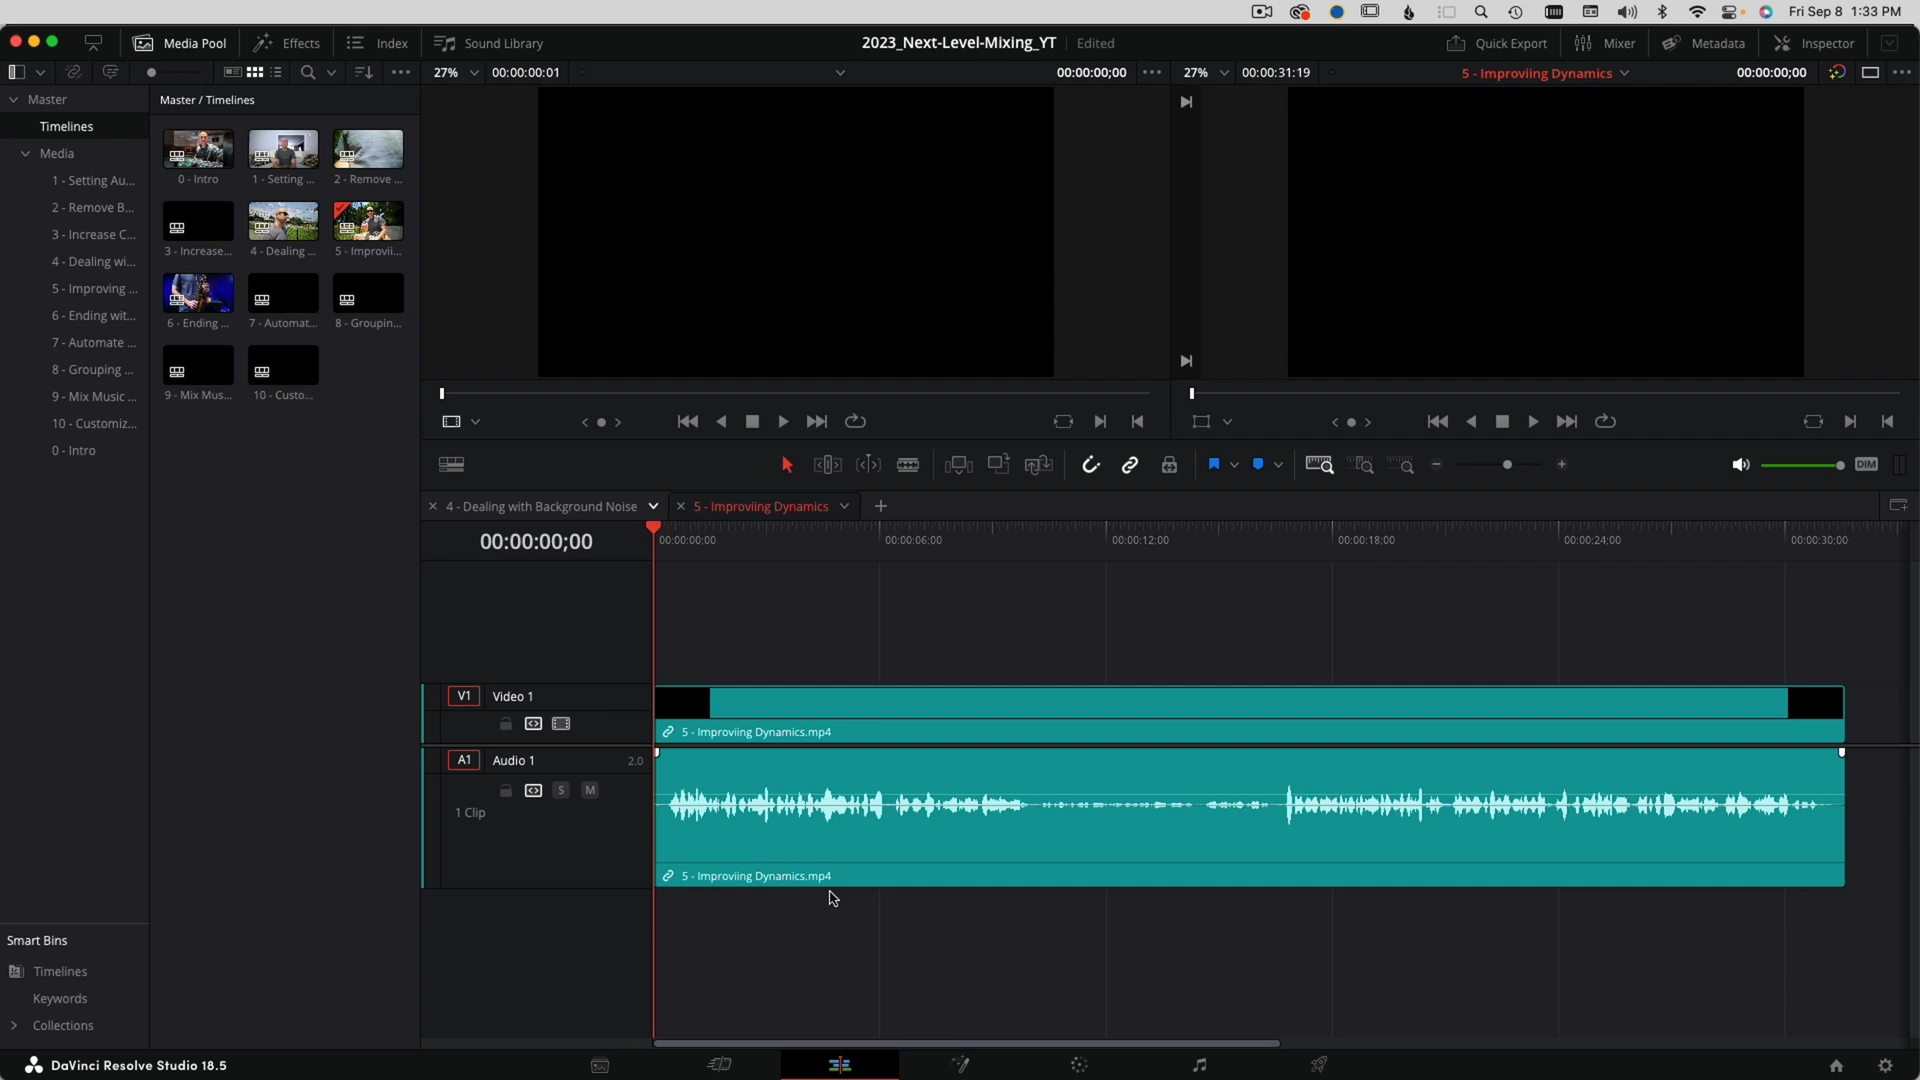 Fri Sep 8 1:33 PM
Media Pool
Effects
Index
Sound Library
2023_Next-Level-Mixing_YT
Edited
Quick Export
Mixer
Metadata
Inspector
27%
00:00:00:01
00:00:00;00
27%
00:00:31:19
5 - Improviing Dynamics
00:00:00;00
Master
Timelines
Media
1 - Setting Au...
2 - Remove B...
3 - Increase C...
4 - Dealing wi...
5 - Improving ...
6 - Ending wit...
7 - Automate ...
8 - Grouping ...
9 - Mix Music ...
10 - Customiz...
0 - Intro
Master / Timelines
0 - Intro
1 - Setting ...
2 - Remove ...
3 - Increase...
4 - Dealing ...
5 - Improvii...
6 - Ending ...
7 - Automat...
8 - Groupin...
9 - Mix Mus...
10 - Custo...
DIM
4 - Dealing with Background Noise
5 - Improviing Dynamics
00:00:00;00
00:00:00;00
00:00:06;00
00:00:12;00
00:00:18;00
00:00:24;00
00:00:30;00
V1
Video 1
5 - Improviing Dynamics.mp4
A1
Audio 1
2.0
S
M
1 Clip
5 - Improviing Dynamics.mp4
Smart Bins
Timelines
Keywords
Collections
DaVinci Resolve Studio 18.5